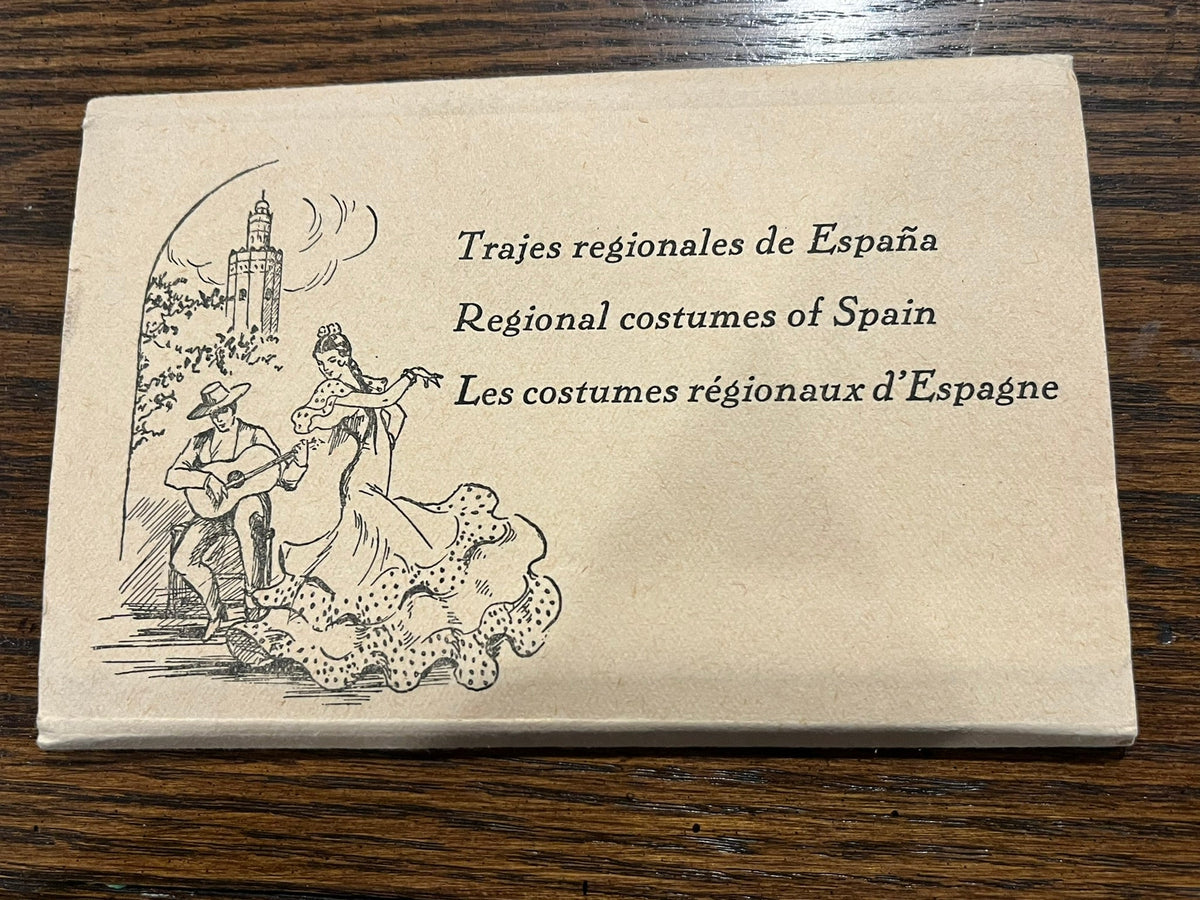 Trajes regionales de España
Regional costumes of Spain
Les costumes régionaux d'Espagne